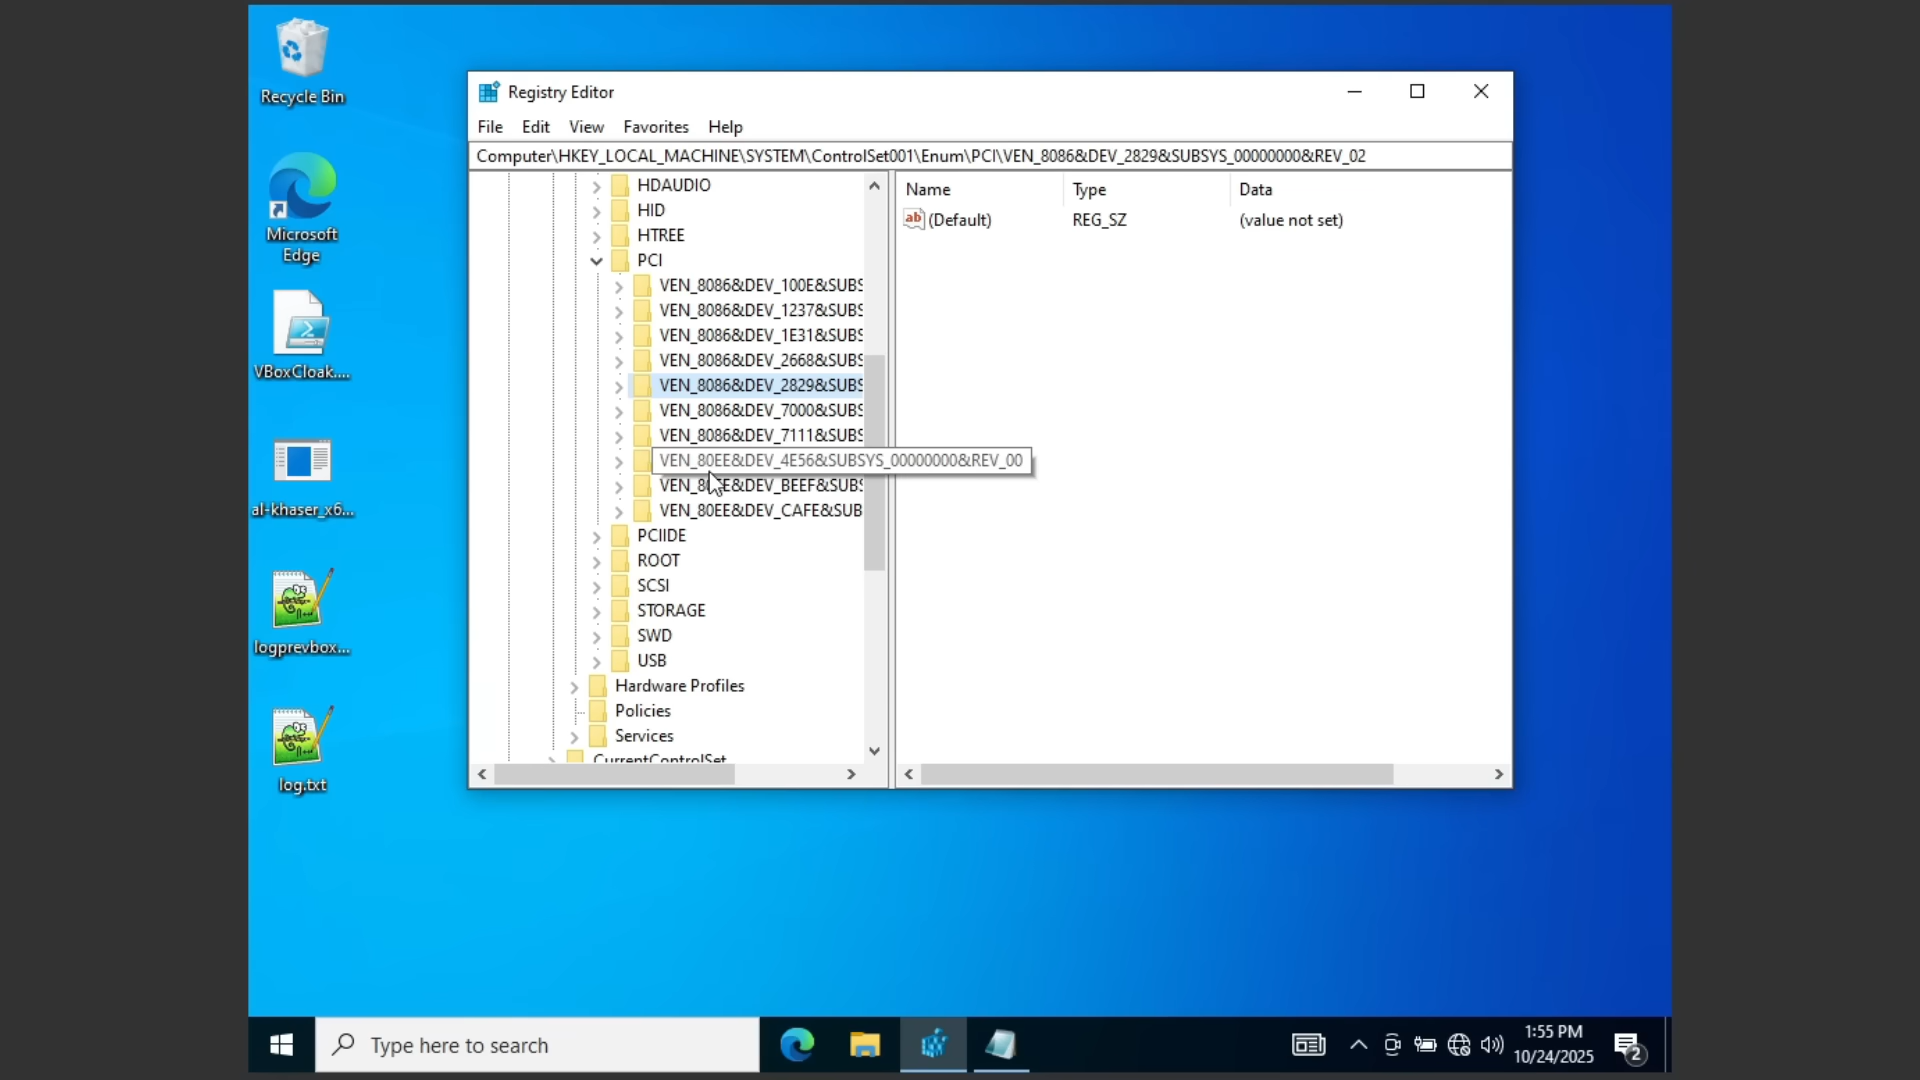 Recycle Bin
Microsoft
Edge
VBoxCloak....
al-khaser_x6...
logprevbox...
log.txt
Registry Editor
File Edit View Favorites Help
Computer\HKEY_LOCAL_MACHINE\SYSTEM\ControlSet001\Enum\PCI\VEN_8086&DEV_2829&SUBSYS_00000000&REV_02
HDAUDIO
HID
HTREE
PCI
VEN_8086&DEV_100E&SUBS
VEN_8086&DEV_1237&SUBS
VEN_8086&DEV_1E31&SUBS
VEN_8086&DEV_2668&SUBS
VEN_8086&DEV_2829&SUBS
VEN_8086&DEV_7000&SUBS
VEN_8086&DEV_7111&SUBS
VEN_80EE&DEV_4E56&SUBSYS_00000000&REV_00
VEN_80EE&DEV_BEEF&SUBS
VEN_80EE&DEV_CAFE&SUB
PCIIDE
ROOT
SCSI
STORAGE
SWD
USB
Hardware Profiles
Policies
Services
CurrentControlSet
Name Type Data
(Default) REG_SZ (value not set)
Type here to search
1:55 PM
10/24/2025
2